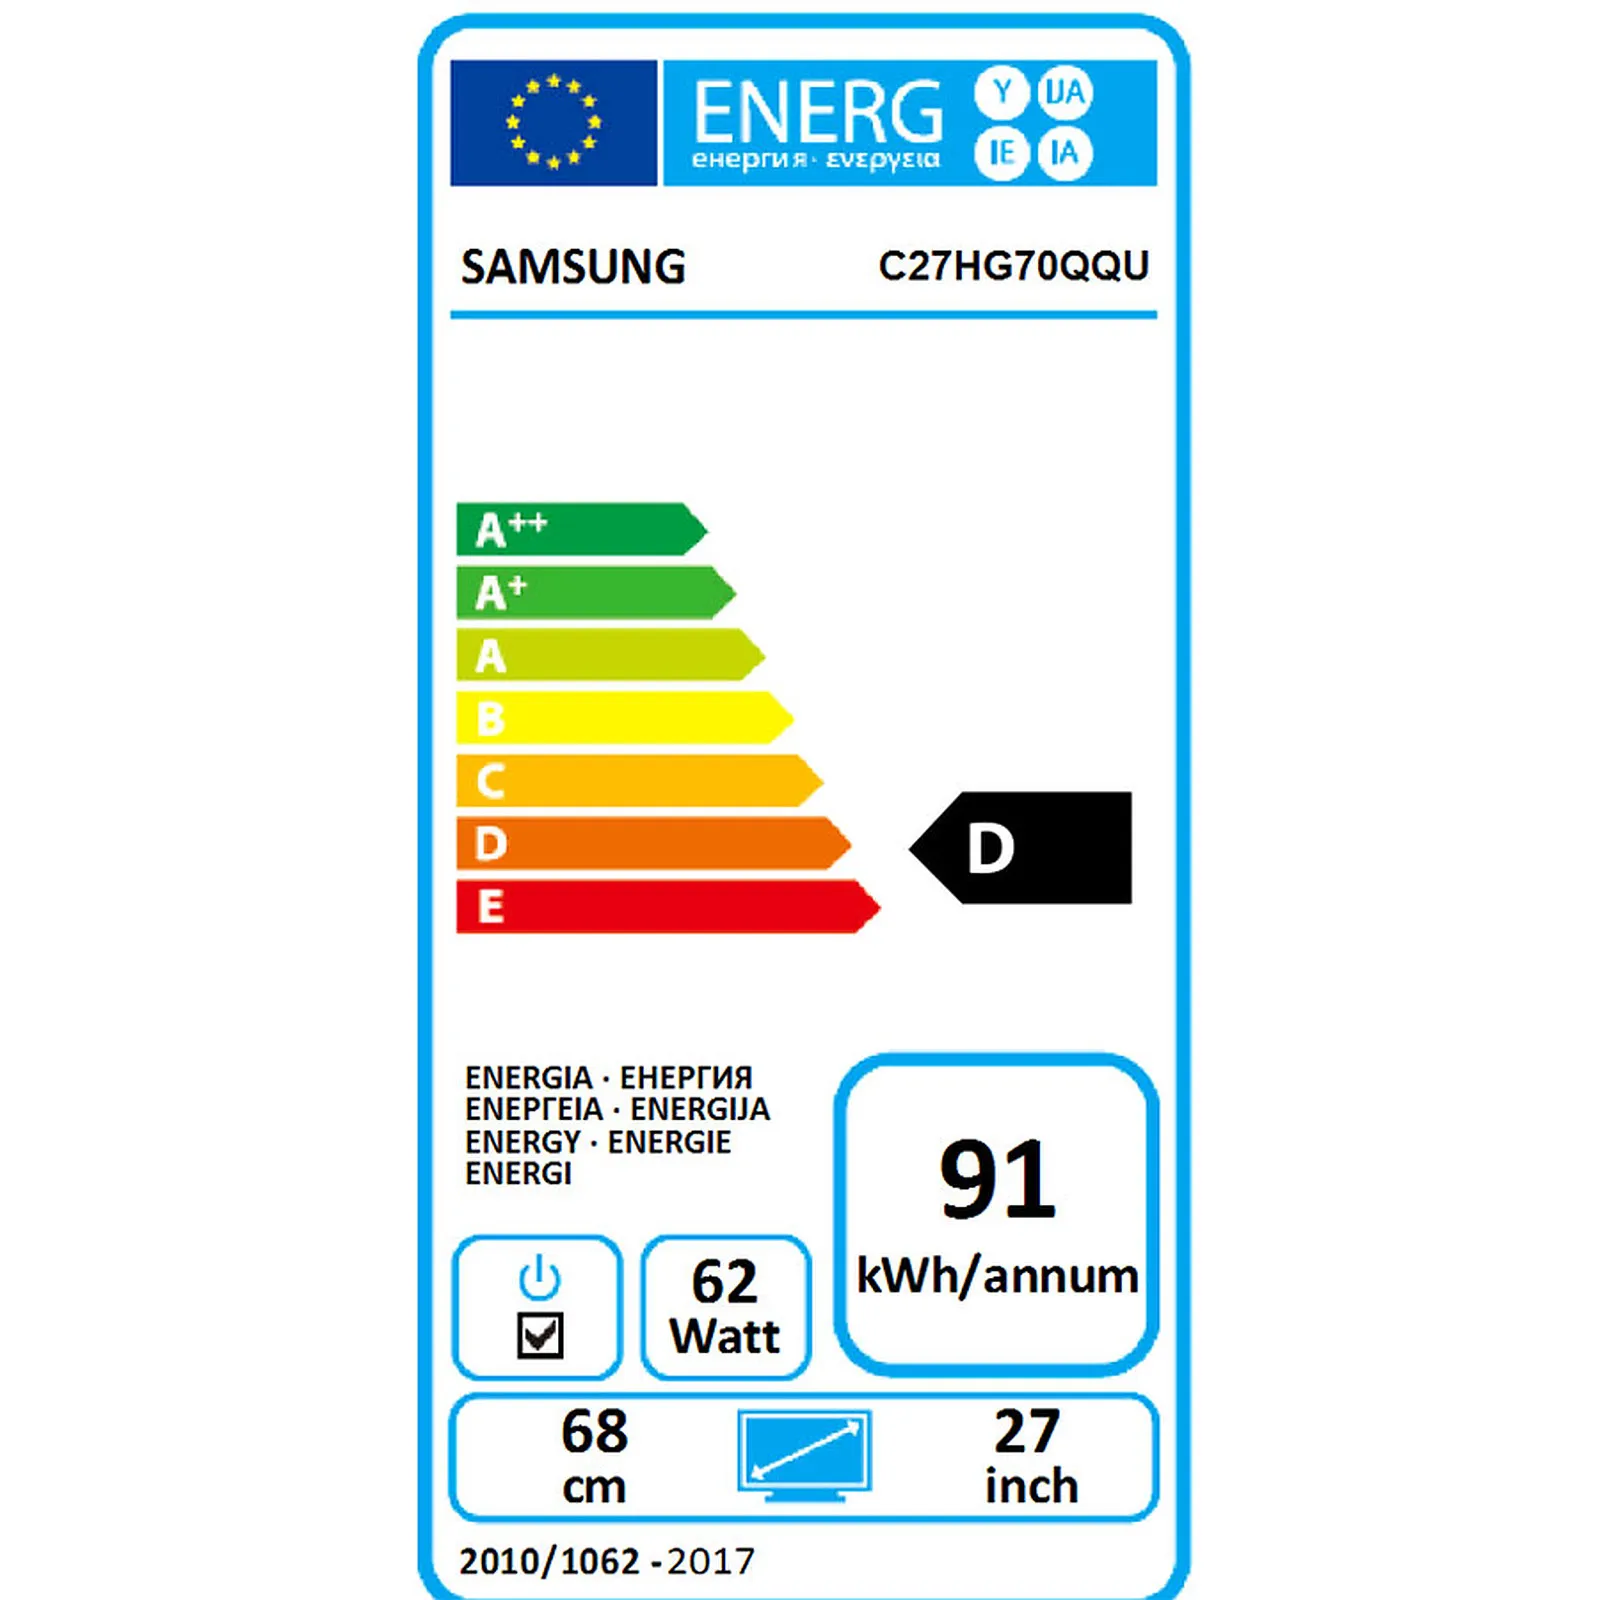 ENERG Y UA
енергия · ενεργεια IE IA
SAMSUNG C27HG70QQU
A++
A+
A
B
C
D
D
E
ENERGIA · ЕНЕРГИЯ
ΕΝΕΡΓΕΙΑ · ENERGIJA
ENERGY · ENERGIE
ENERGI
91
kWh/annum
62
Watt
68
cm
27
inch
2010/1062 -2017